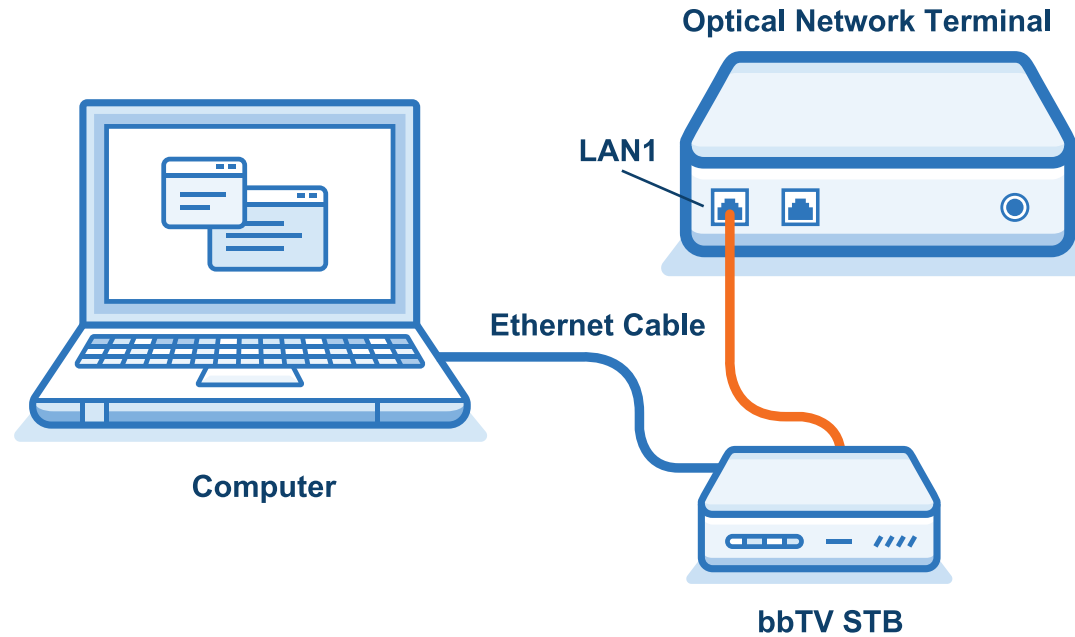 Optical Network Terminal
LAN1
Ethernet Cable
Computer
bbTV STB